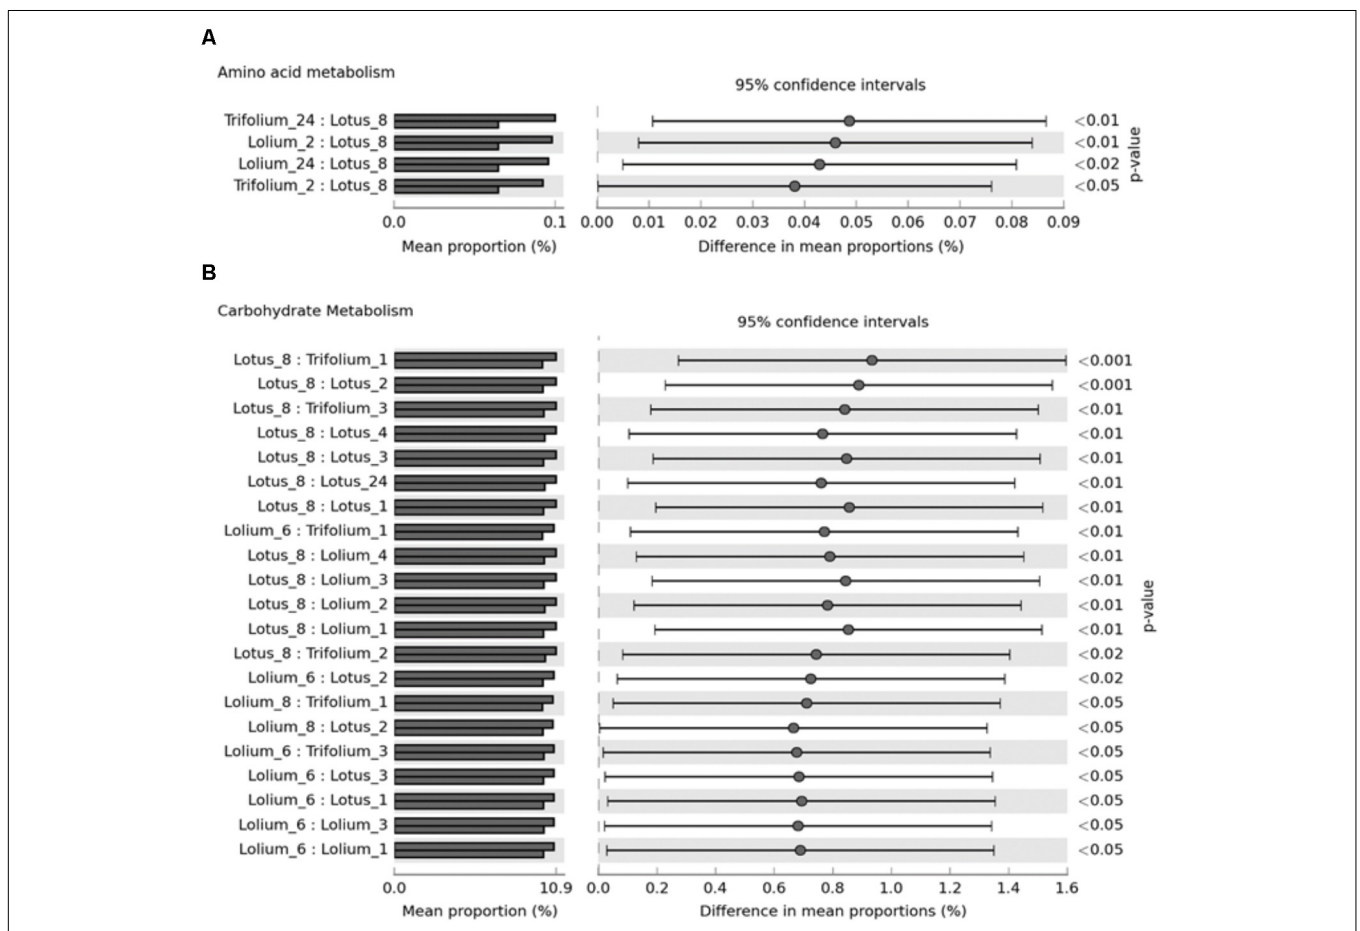 A
Amino acid metabolism
95% confidence intervals
Trifolium_24 : Lotus_8 <0.01
Lolium_2 : Lotus_8 <0.01
Lolium_24 : Lotus_8 <0.02
Trifolium_2 : Lotus_8 <0.05
p-value
0.0 0.1 0.00 0.01 0.02 0.03 0.04 0.05 0.06 0.07 0.08 0.09
Mean proportion (%) Difference in mean proportions (%)
B
Carbohydrate Metabolism
95% confidence intervals
Lotus_8 : Trifolium_1 <0.001
Lotus_8 : Lotus_2 <0.001
Lotus_8 : Trifolium_3 <0.01
Lotus_8 : Lotus_4 <0.01
Lotus_8 : Lotus_3 <0.01
Lotus_8 : Lotus_24 <0.01
Lotus_8 : Lotus_1 <0.01
Lolium_6 : Trifolium_1 <0.01
Lotus_8 : Lolium_4 <0.01
Lotus_8 : Lolium_3 <0.01
Lotus_8 : Lolium_2 <0.01
Lotus_8 : Lolium_1 <0.01
Lotus_8 : Trifolium_2 <0.02
Lolium_6 : Lotus_2 <0.02
Lolium_8 : Trifolium_1 <0.05
Lolium_8 : Lotus_2 <0.05
Lolium_6 : Trifolium_3 <0.05
Lolium_6 : Lotus_3 <0.05
Lolium_6 : Lotus_1 <0.05
Lolium_6 : Lolium_3 <0.05
Lolium_6 : Lolium_1 <0.05
p-value
0.0 10.9 0.0 0.2 0.4 0.6 0.8 1.0 1.2 1.4 1.6
Mean proportion (%) Difference in mean proportions (%)